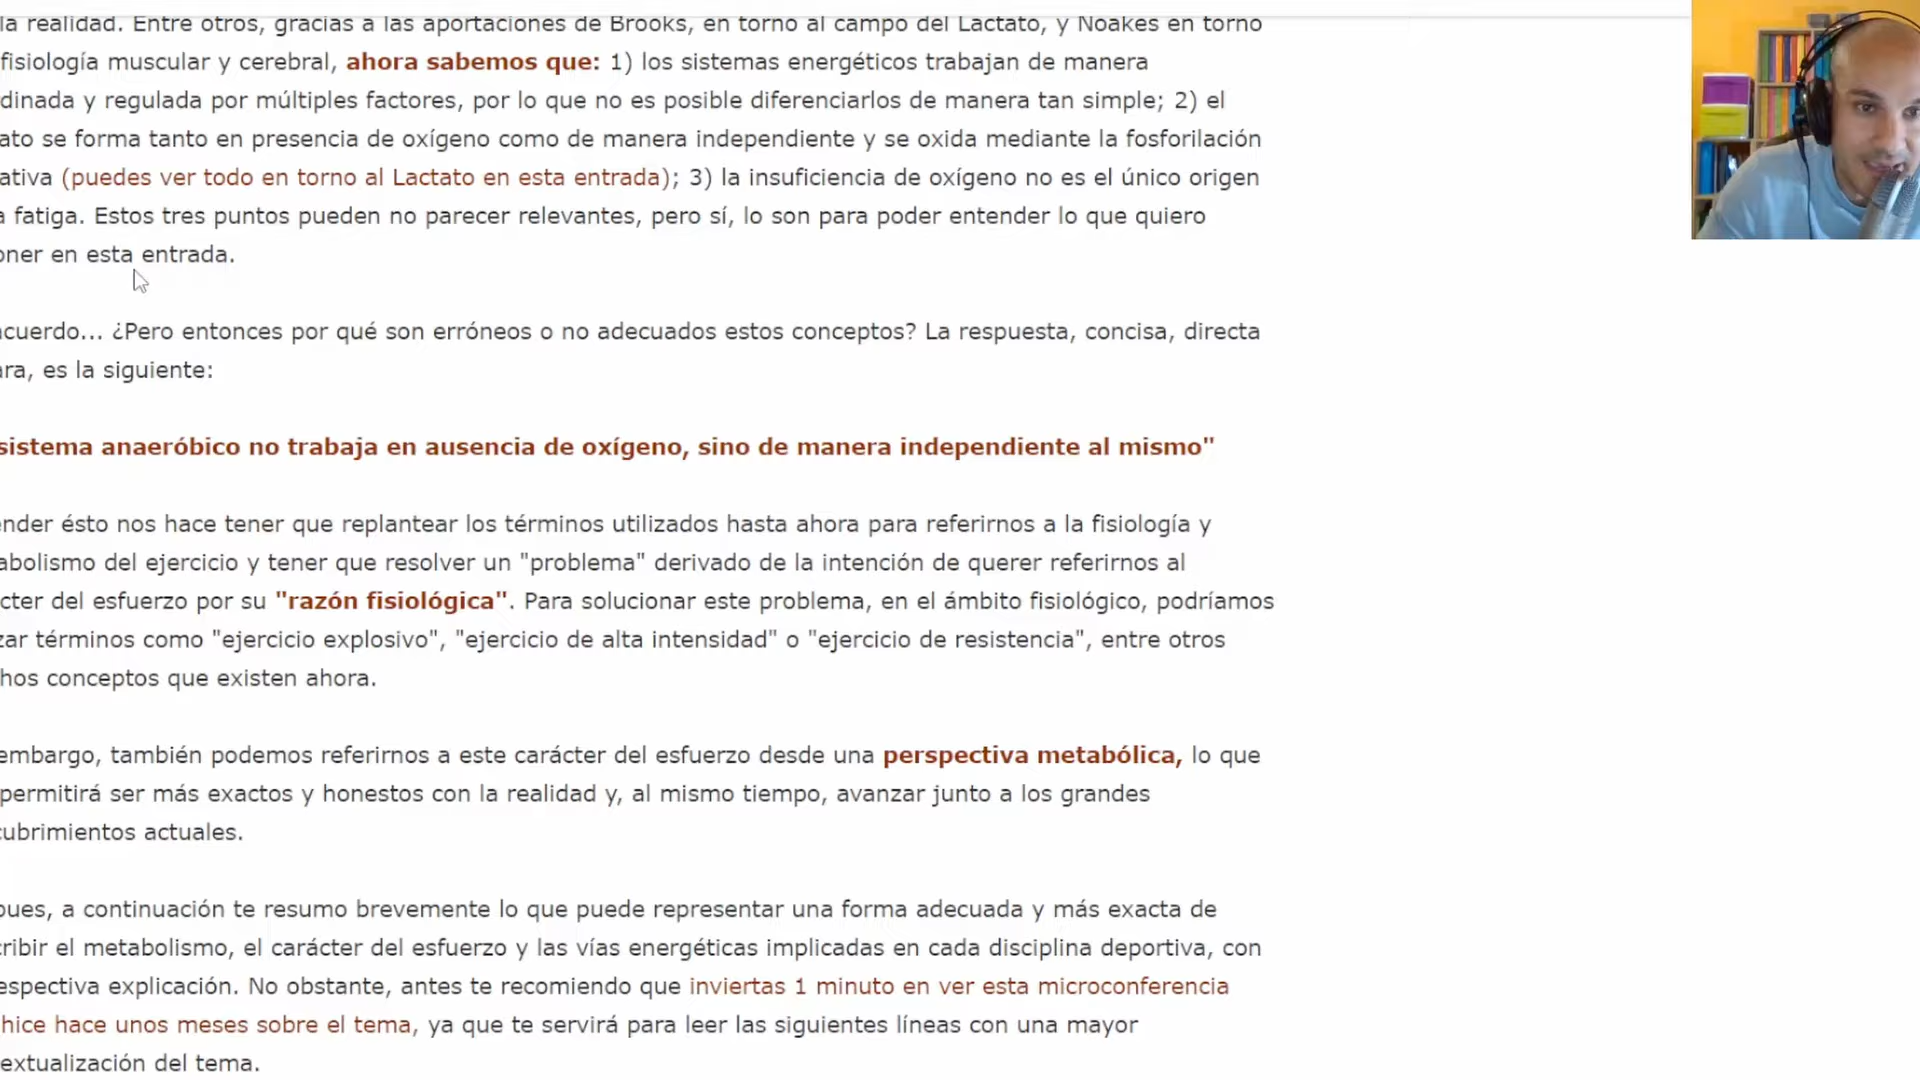 la realidad. Entre otros, gracias a las aportaciones de Brooks, en torno al campo del Lactato, y Noakes en torno
fisiología muscular y cerebral, ahora sabemos que: 1) los sistemas energéticos trabajan de manera
dinada y regulada por múltiples factores, por lo que no es posible diferenciarlos de manera tan simple; 2) el
ato se forma tanto en presencia de oxígeno como de manera independiente y se oxida mediante la fosforilación
ativa (puedes ver todo en torno al Lactato en esta entrada); 3) la insuficiencia de oxígeno no es el único origen
a fatiga. Estos tres puntos pueden no parecer relevantes, pero sí, lo son para poder entender lo que quiero
oner en esta entrada.
acuerdo... ¿Pero entonces por qué son erróneos o no adecuados estos conceptos? La respuesta, concisa, directa
ara, es la siguiente:
sistema anaeróbico no trabaja en ausencia de oxígeno, sino de manera independiente al mismo"
ender ésto nos hace tener que replantear los términos utilizados hasta ahora para referirnos a la fisiología y
abolismo del ejercicio y tener que resolver un "problema" derivado de la intención de querer referirnos al
cter del esfuerzo por su "razón fisiológica". Para solucionar este problema, en el ámbito fisiológico, podríamos
zar términos como "ejercicio explosivo", "ejercicio de alta intensidad" o "ejercicio de resistencia", entre otros
hos conceptos que existen ahora.
embargo, también podemos referirnos a este carácter del esfuerzo desde una perspectiva metabólica, lo que
permitirá ser más exactos y honestos con la realidad y, al mismo tiempo, avanzar junto a los grandes
cubrimientos actuales.
pues, a continuación te resumo brevemente lo que puede representar una forma adecuada y más exacta de
cribir el metabolismo, el carácter del esfuerzo y las vías energéticas implicadas en cada disciplina deportiva, con
espectiva explicación. No obstante, antes te recomiendo que inviertas 1 minuto en ver esta microconferencia
hice hace unos meses sobre el tema, ya que te servirá para leer las siguientes líneas con una mayor
extualización del tema.